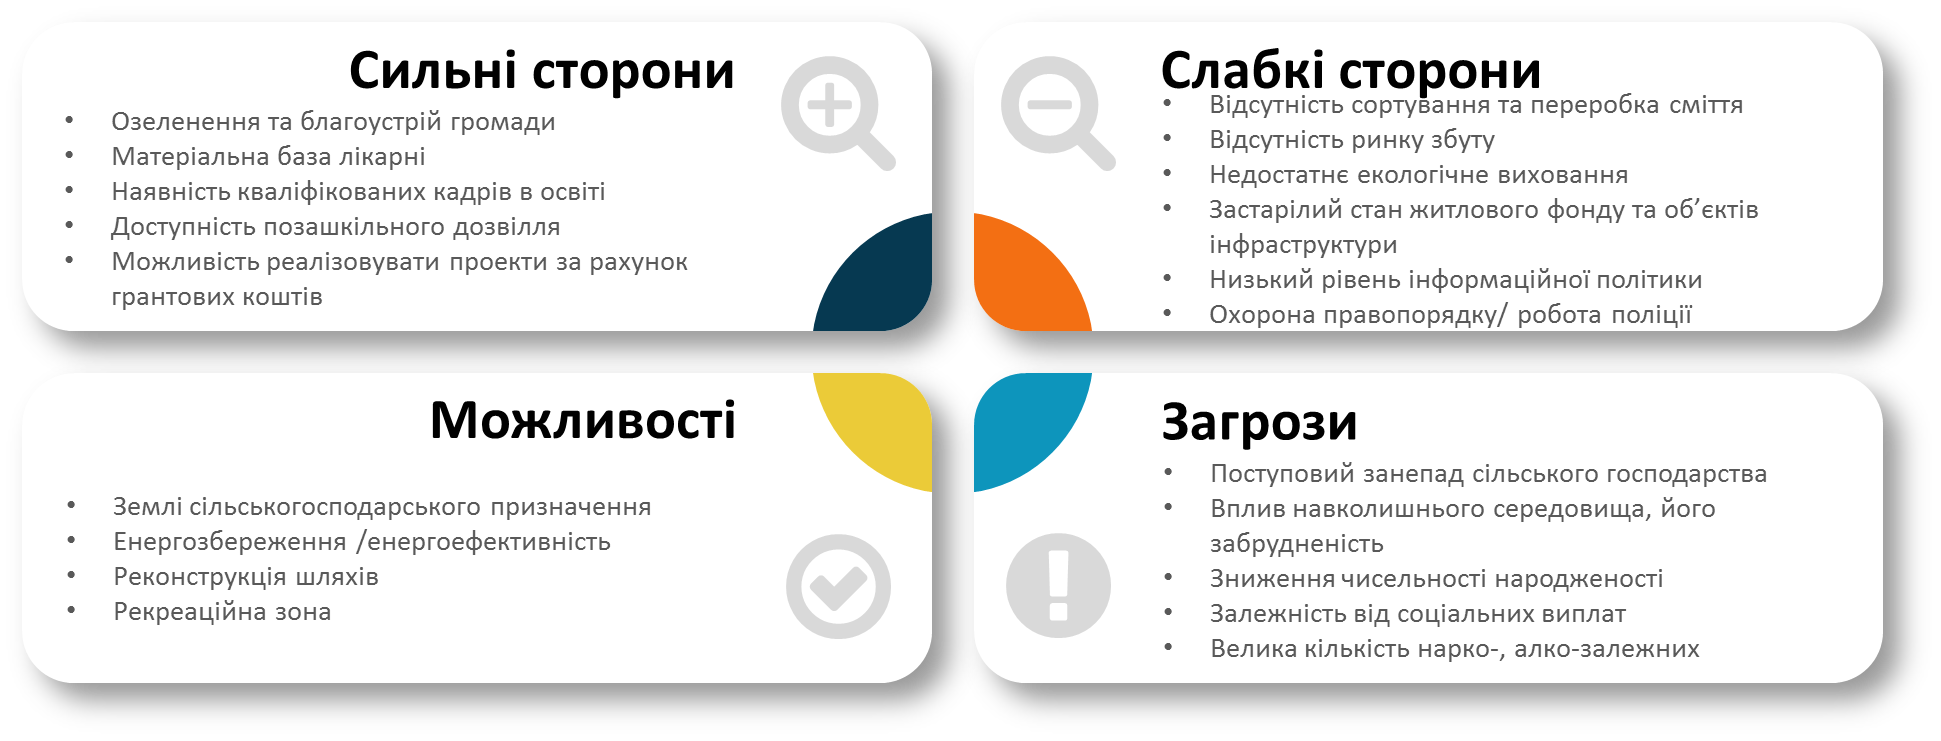 Сильні сторони
• Озеленення та благоустрій громади
• Матеріальна база лікарні
• Наявність кваліфікованих кадрів в освіті
• Доступність позашкільного дозвілля
• Можливість реалізовувати проекти за рахунок
грантових коштів
Слабкі сторони
• Відсутність сортування та переробка сміття
• Відсутність ринку збуту
• Недостатнє екологічне виховання
• Застарілий стан житлового фонду та об’єктів
інфраструктури
• Низький рівень інформаційної політики
• Охорона правопорядку/ робота поліції
Можливості
• Землі сільськогосподарського призначення
• Енергозбереження /енергоефективність
• Реконструкція шляхів
• Рекреаційна зона
Загрози
• Поступовий занепад сільського господарства
• Вплив навколишнього середовища, його
забрудненість
• Зниження чисельності народженості
• Залежність від соціальних виплат
• Велика кількість нарко-, алко-залежних